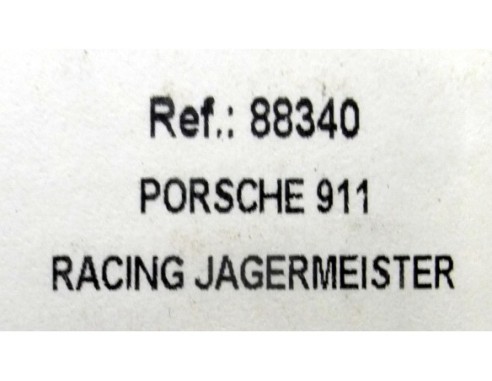 Ref.: 88340
PORSCHE 911
RACING JAGERMEISTER